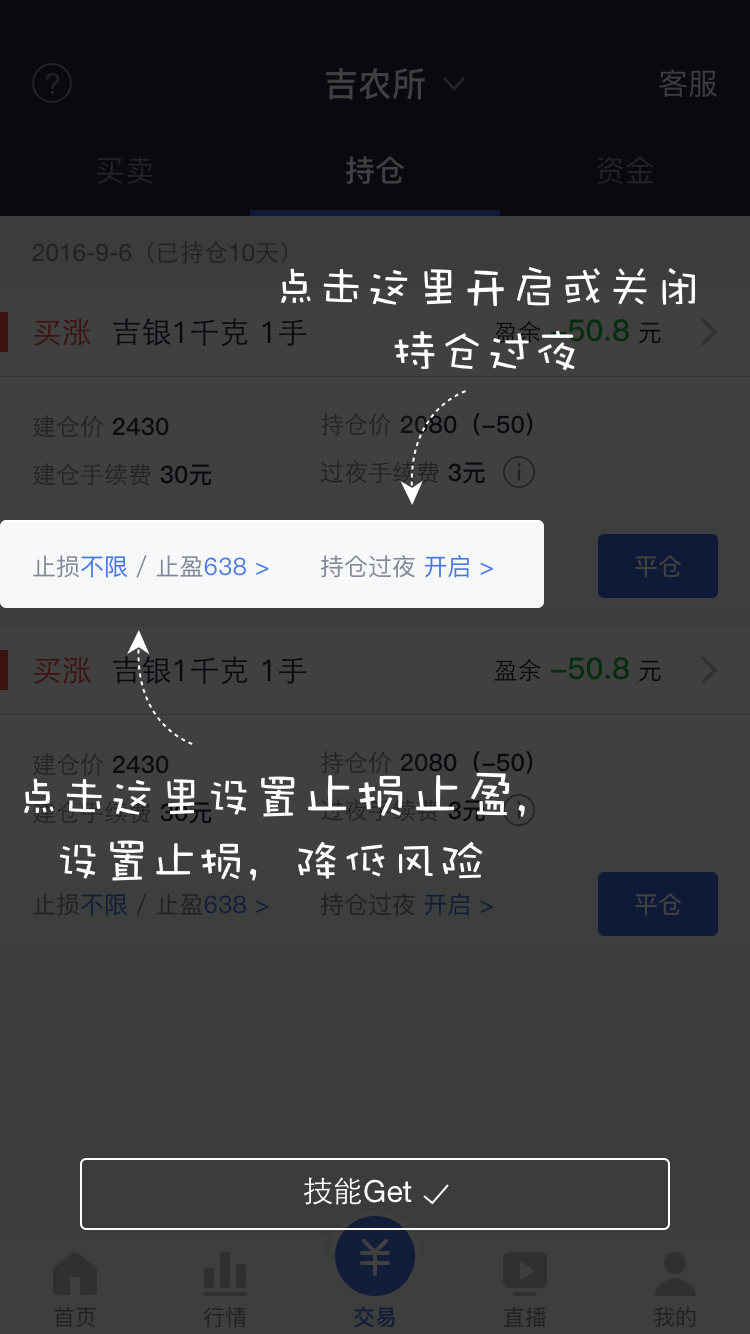 吉农所 客服
买卖 持仓 资金
2016-9-6（已持仓10天）
点击这里开启或关闭
买涨 吉银1千克 1手 盈余 -50.8 元
持仓过夜
建仓价 2430 持仓价 2080 (-50)
建仓手续费 30元 过夜手续费 3元
止损不限 / 止盈638 > 持仓过夜 开启 > 平仓
买涨 吉银1千克 1手 盈余 -50.8 元
建仓价 2430 持仓价 2080 (-50)
点击这里设置止损止盈,
建仓手续费 30元 过夜手续费 3元
设置止损, 降低风险
止损不限 / 止盈638 > 持仓过夜 开启 > 平仓
技能Get ✓
首页 行情 交易 直播 我的